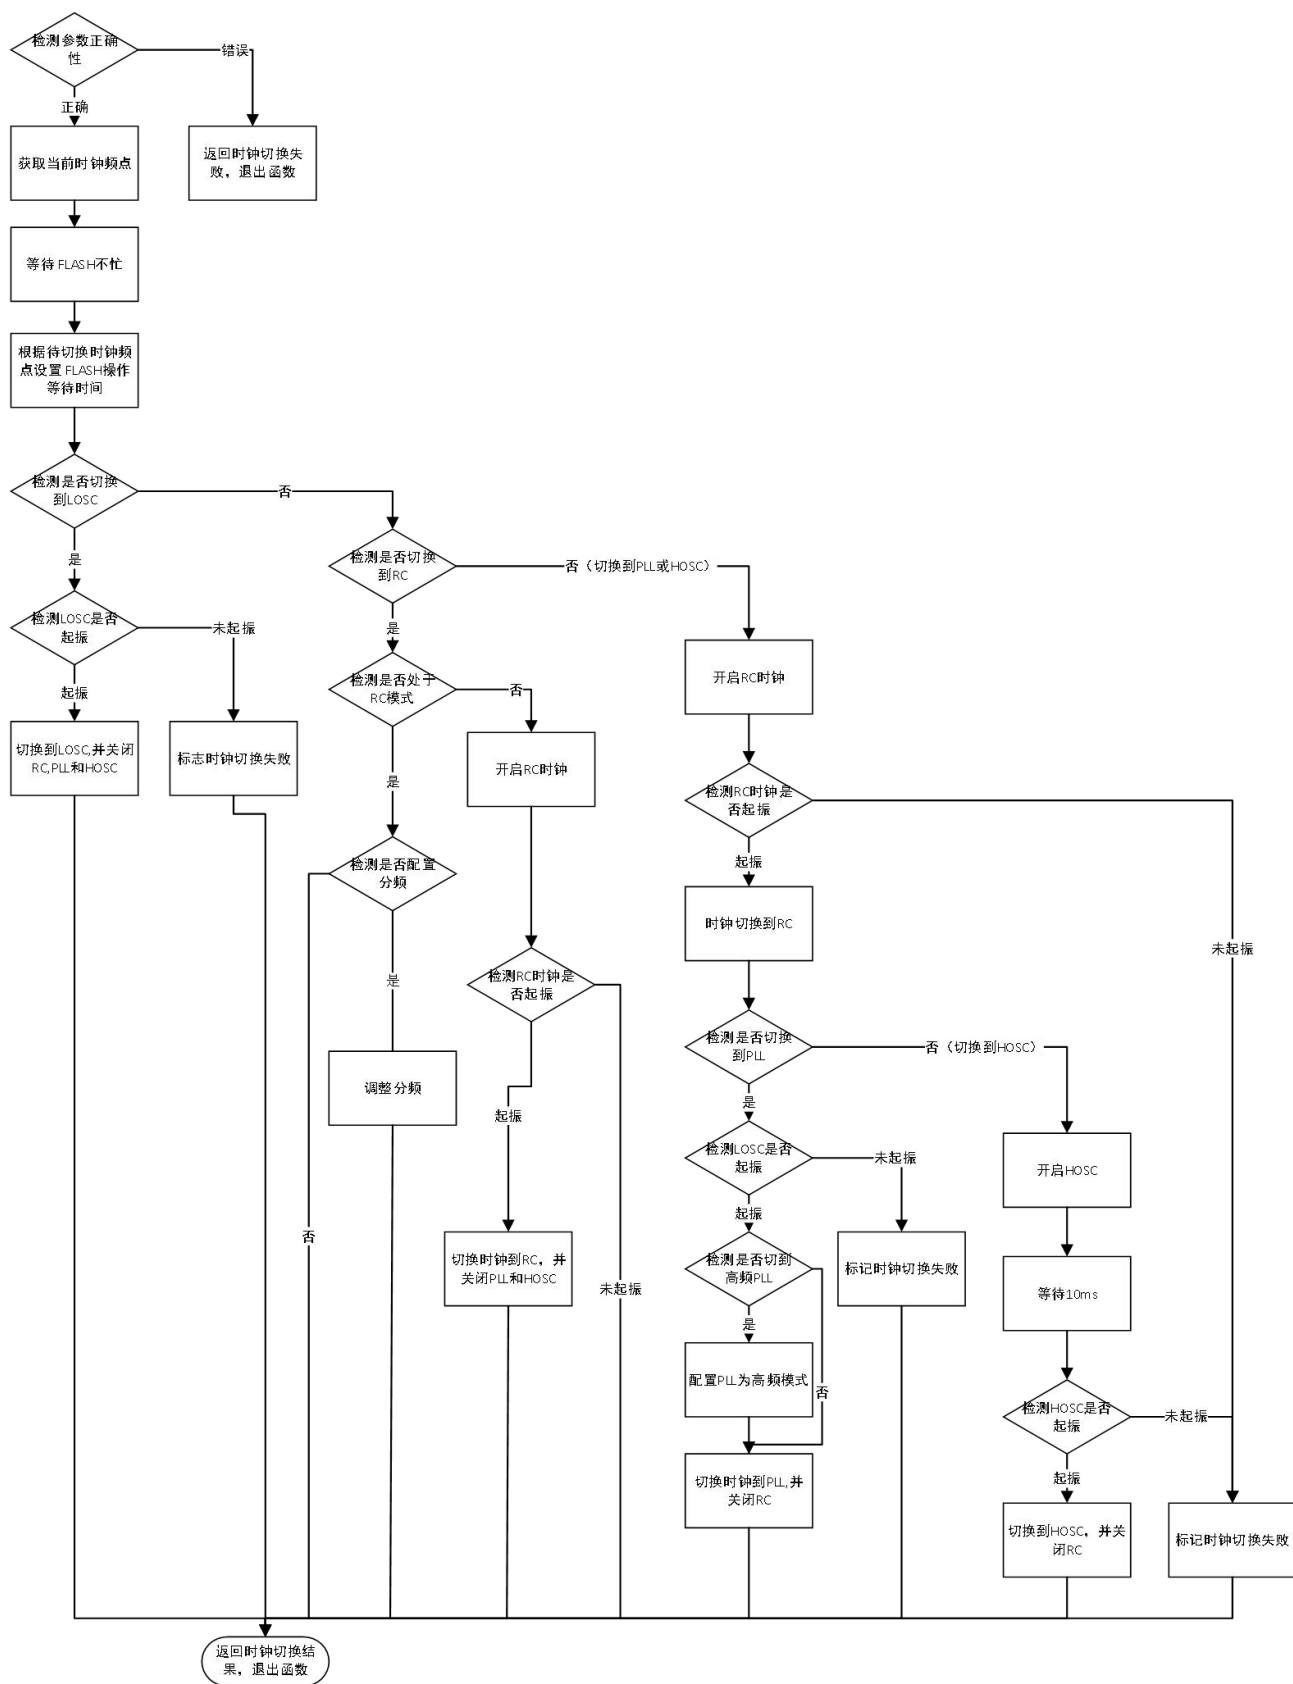 检测参数正确
性
错误
正确
获取当前时钟频点
返回时钟切换失
败，退出函数
等待 FLASH不忙
根据待切换时钟频
点设置 FLASH操作
等待时间
检测是否切换
到LOSC
否
是
检测LOSC是否
起振
未起振
起振
切换到LOSC,并关闭
RC,PLL和HOSC
标志时钟切换失败
检测是否切换
到RC
否（切换到PLL或HOSC）
是
检测是否处于
RC模式
否
是
开启RC时钟
检测是否配置
分频
是
否
调整分频
检测RC时钟是
否起振
起振
未起振
切换时钟到RC，并
关闭PLL和HOSC
开启RC时钟
检测RC时钟是
否起振
起振
未起振
时钟切换到RC
检测是否切换
到PLL
否（切换到HOSC）
是
检测LOSC是否
起振
未起振
起振
检测是否切到
高频PLL
是
否
标记时钟切换失败
配置PLL为高频模式
切换时钟到PLL,并
关闭RC
开启HOSC
等待10ms
检测HOSC是否
起振
未起振
起振
切换到HOSC，并关
闭RC
标记时钟切换失败
返回时钟切换结
果，退出函数